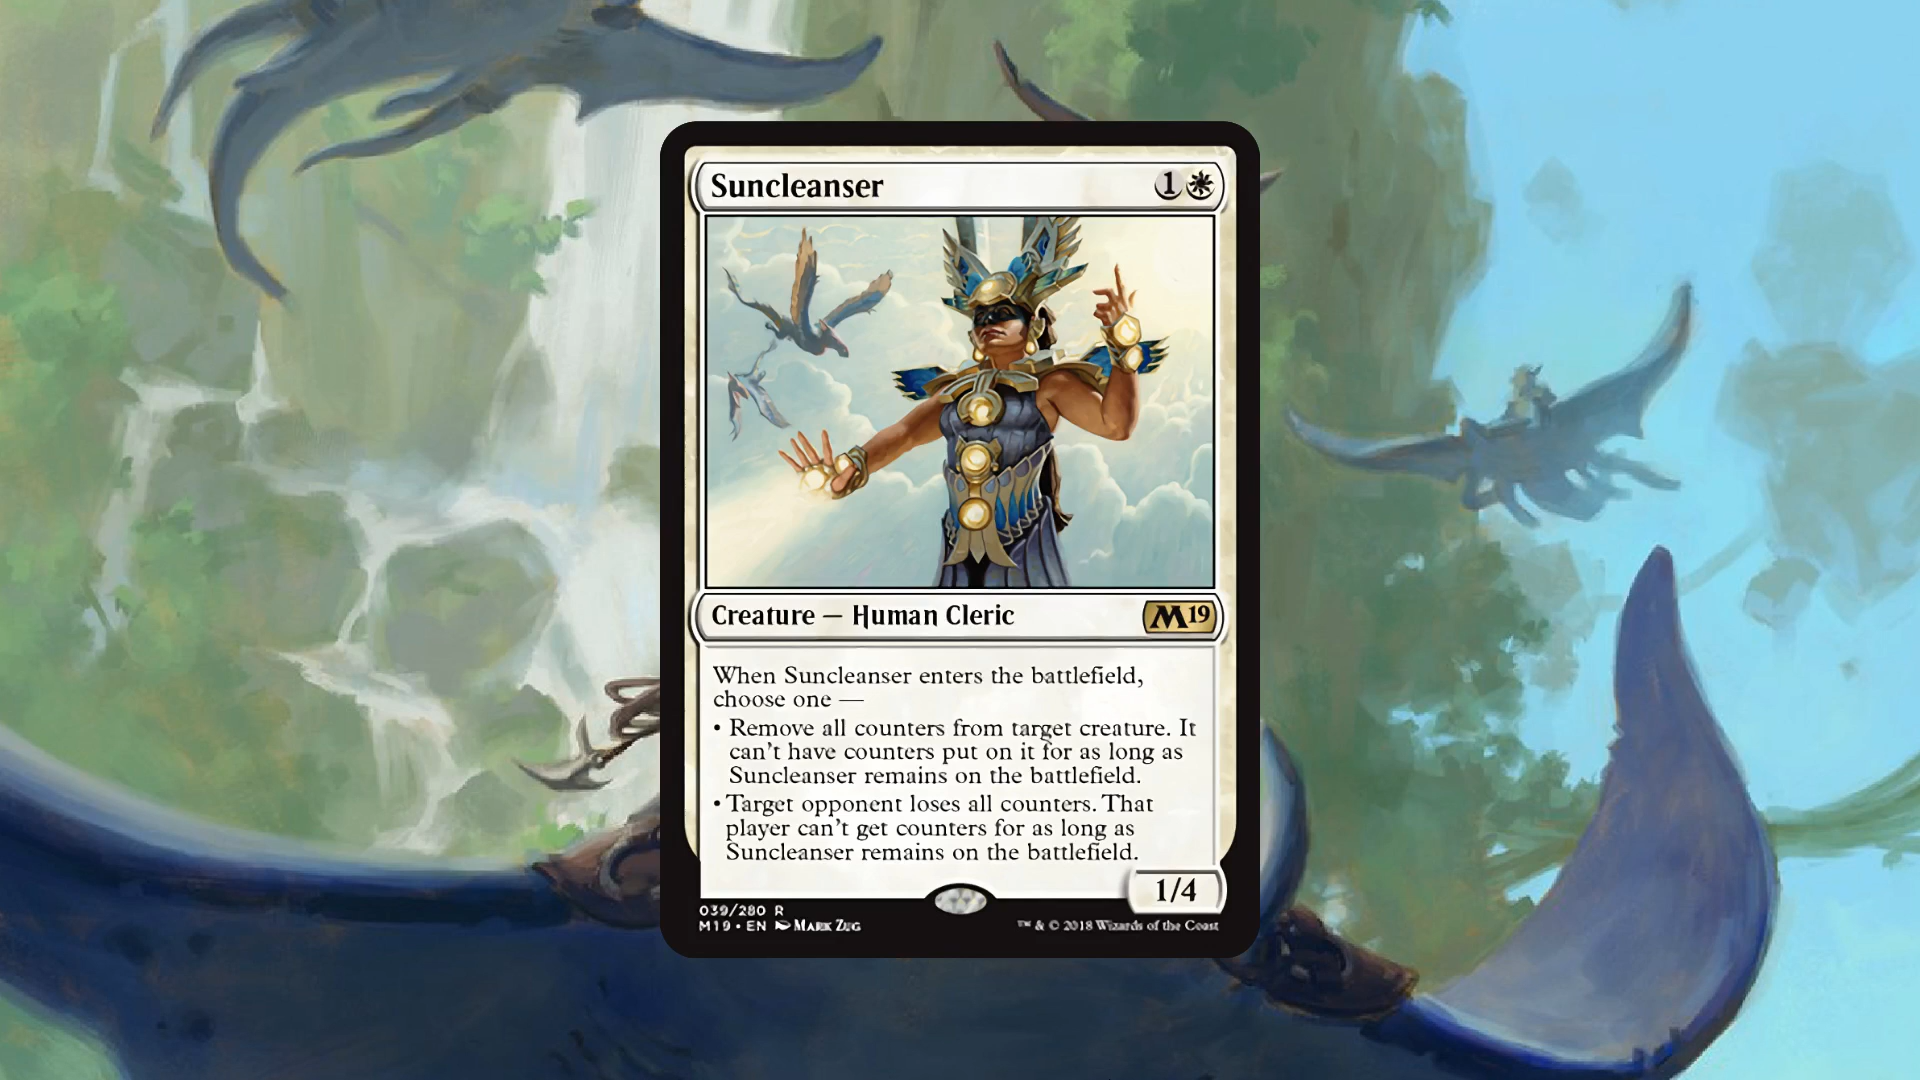 Suncleanser 1
Creature — Human Cleric M19
When Suncleanser enters the battlefield,
choose one —
• Remove all counters from target creature. It
can't have counters put on it for as long as
Suncleanser remains on the battlefield.
• Target opponent loses all counters. That
player can't get counters for as long as
Suncleanser remains on the battlefield.
1/4
039/280 R
M19 • EN Mark Zug
™ & © 2018 Wizards of the Coast